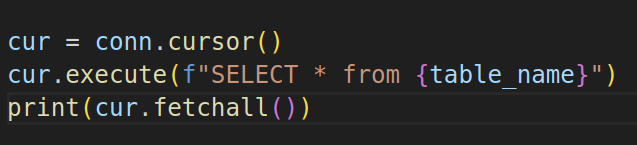 cur = conn.cursor()
cur.execute(f"SELECT * from {table_name}")
print(cur.fetchall())